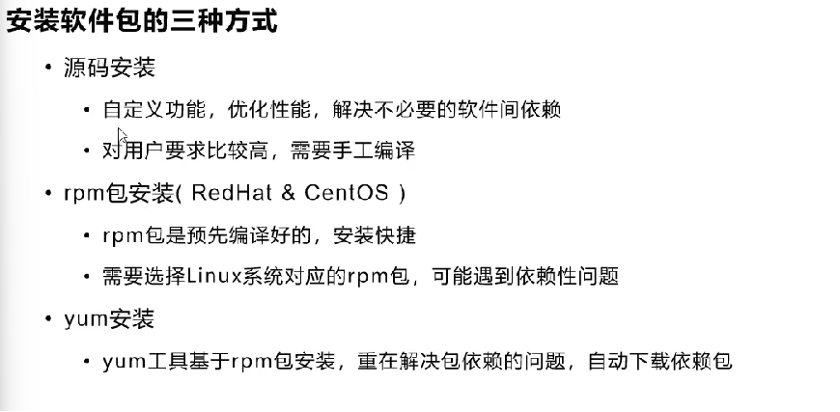 安装软件包的三种方式
• 源码安装
• 自定义功能，优化性能，解决不必要的软件间依赖
• 对用户要求比较高，需要手工编译
• rpm包安装( RedHat & CentOS )
• rpm包是预先编译好的，安装快捷
• 需要选择Linux系统对应的rpm包，可能遇到依赖性问题
• yum安装
• yum工具基于rpm包安装，重在解决包依赖的问题，自动下载依赖包